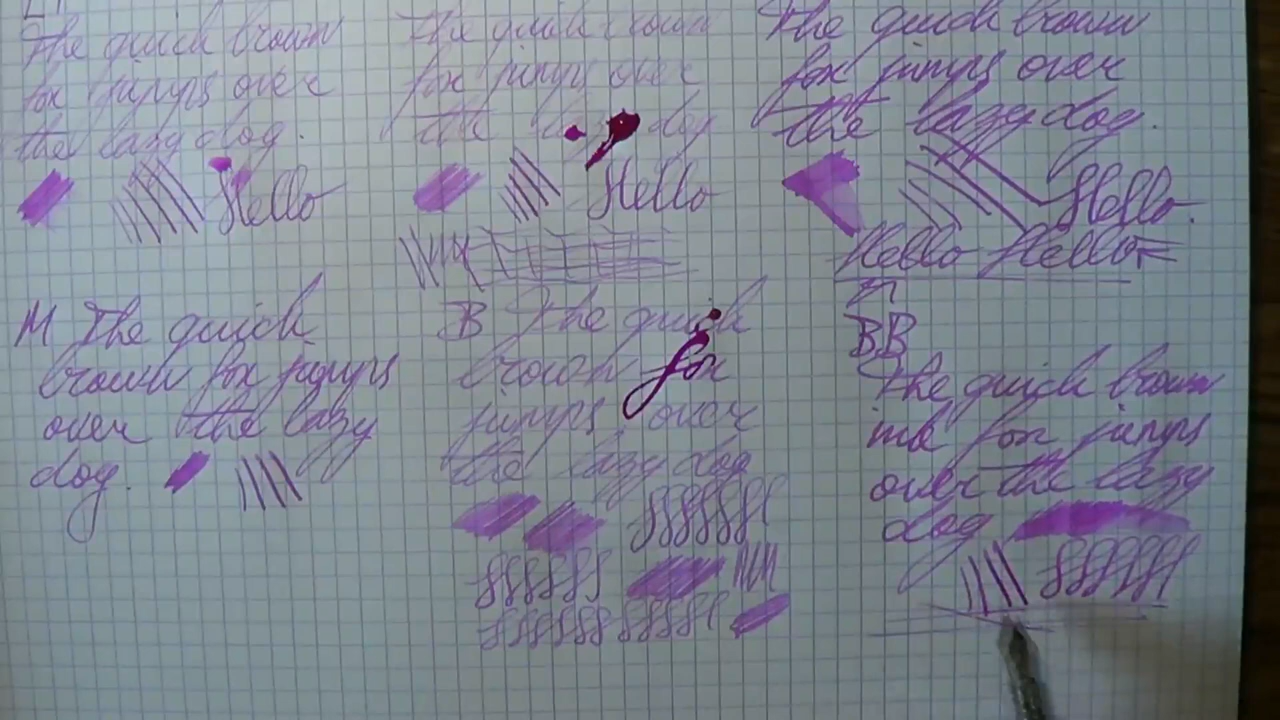 The quick brown
fox jumps over
the lazy dog.
Hello
The quick brown
fox jumps over
the lazy dog
Hello
The quick brown
fox jumps over
the lazy dog.
Hello.
Hello Hello
M The quick
brown fox jumps
over the lazy
dog.
B The quick
brown fox
jumps over
the lazy dog
BB
The quick brown
ink fox jumps
over the lazy
dog